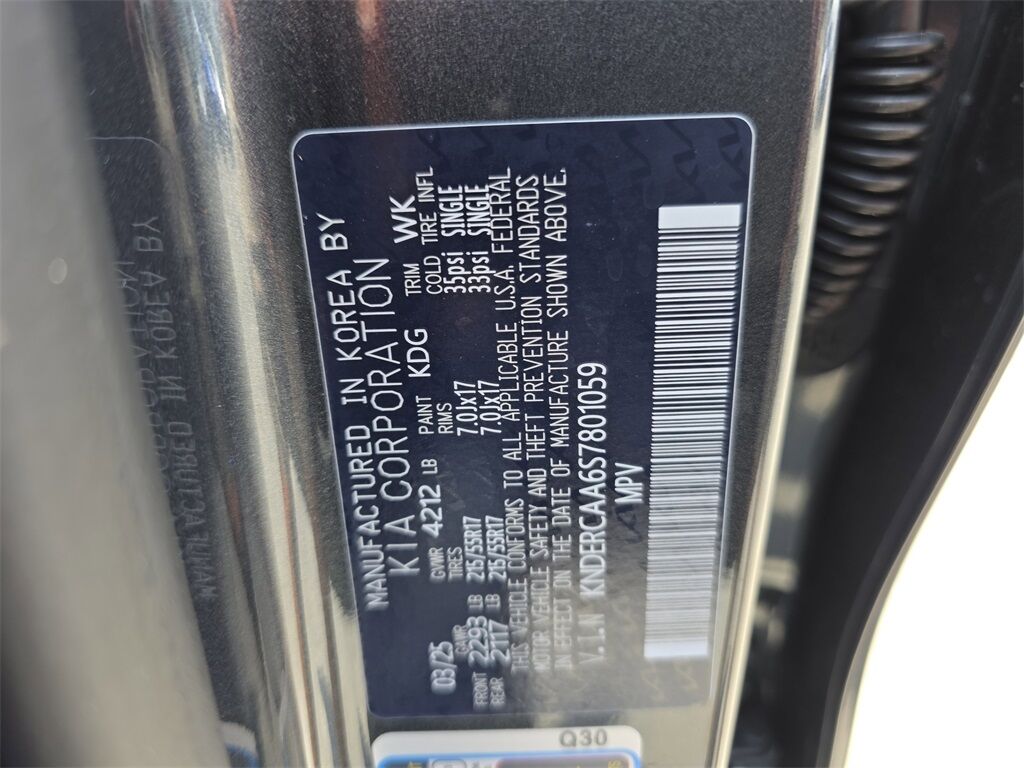 MANUFACTURED IN KOREA BY
KIA CORPORATION
03/25 GVWR 4212 LB PAINT KDG TRIM WK
GAWR TIRES RIMS COLD TIRE INFL
FRONT 2293 LB 215/55R17 7.0Jx17 35psi SINGLE
REAR 2117 LB 215/55R17 7.0Jx17 33psi SINGLE
THIS VEHICLE CONFORMS TO ALL APPLICABLE U.S.A. FEDERAL
MOTOR VEHICLE SAFETY AND THEFT PREVENTION STANDARDS
IN EFFECT ON THE DATE OF MANUFACTURE SHOWN ABOVE.
V.I.N KNDERCAA6S7801059
MPV
Q30